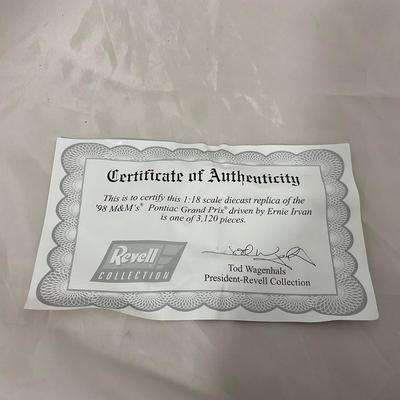 Certificate of Authenticity
This is to certify this 1:18 scale diecast replica of the
'98 M&M's® Pontiac Grand Prix® driven by Ernie Irvan
is one of 3,120 pieces.
Revell
COLLECTION
Tod Wagenhals
President-Revell Collection